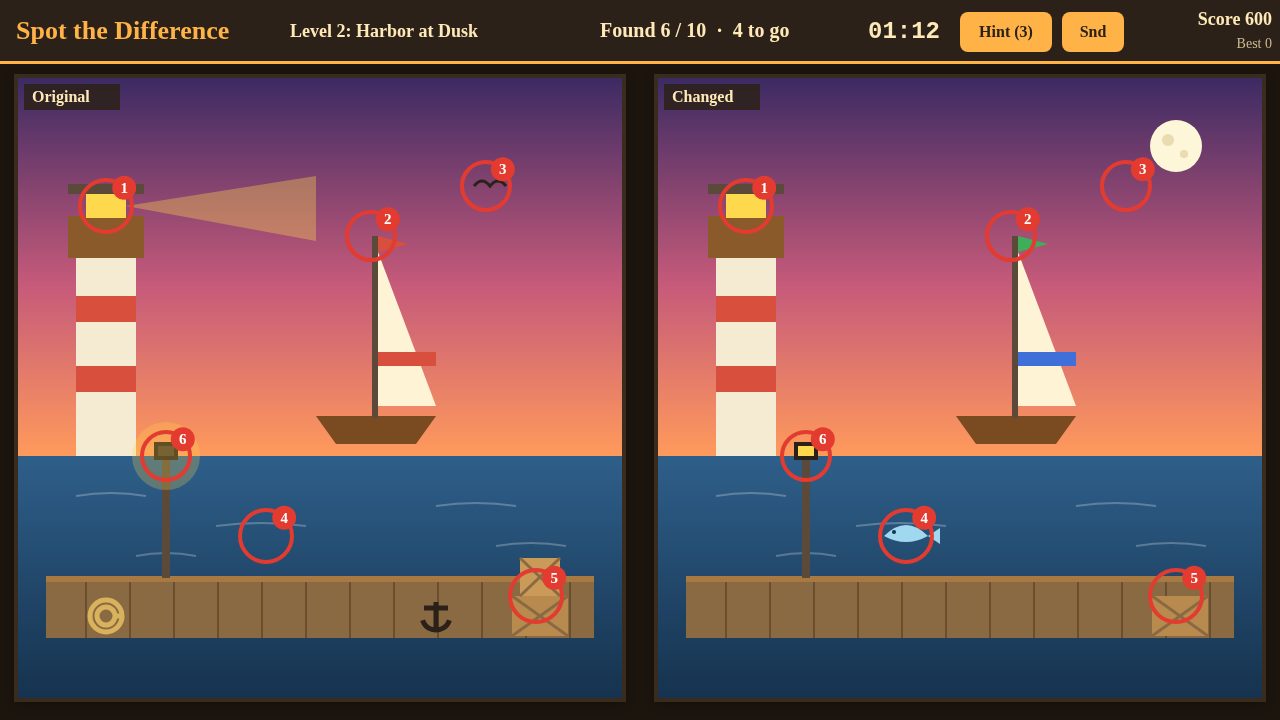 Spot the Difference
Level 2: Harbor at Dusk
Found 6 / 10 · 4 to go
01:12
Hint (3)
Snd
Score 600
Best 0
Original
1
2
3
4
5
6
Changed
1
2
3
4
5
6